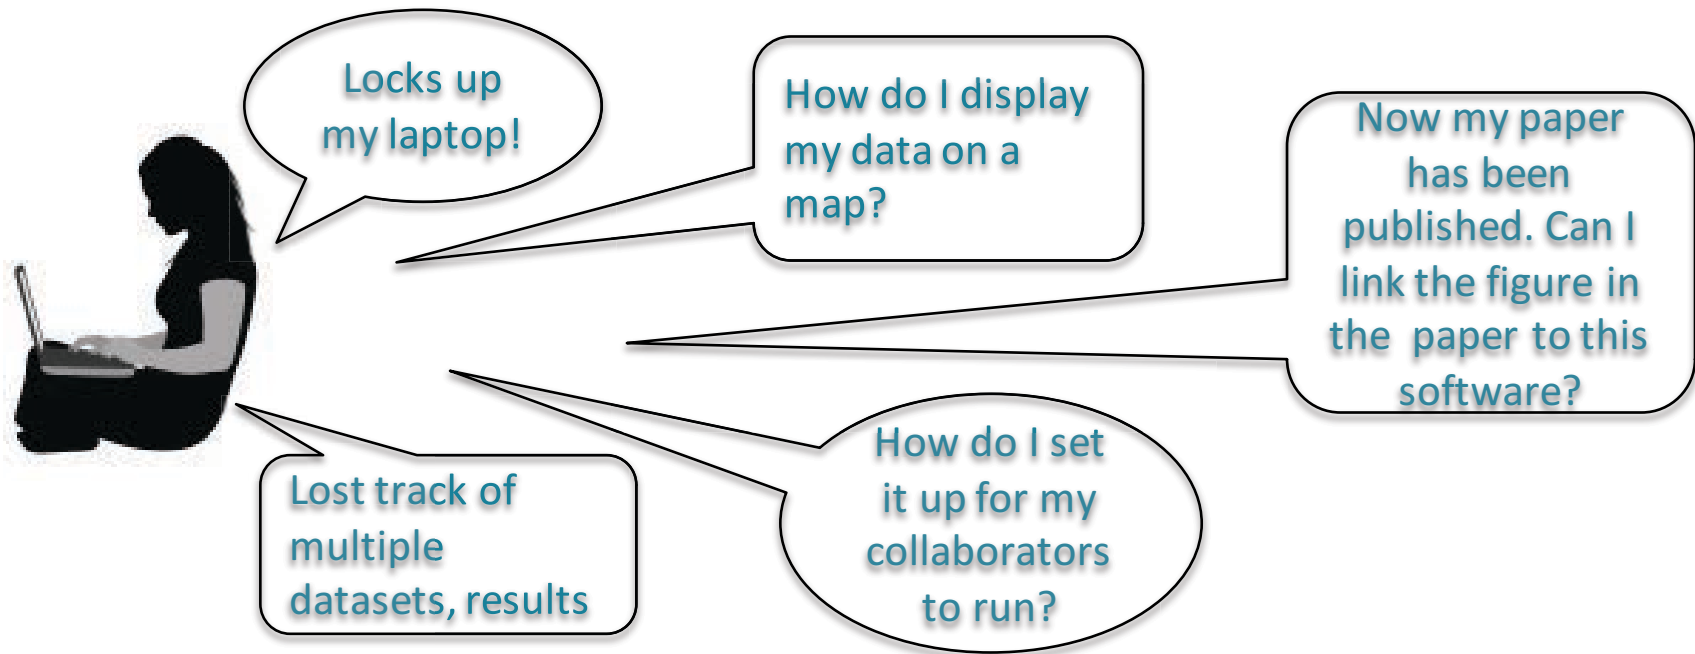 Locks up
my laptop!
How do I display
my data on a
map?
Now my paper
has been
published. Can I
link the figure in
the paper to this
software?
Lost track of
multiple
datasets, results
How do I set
it up for my
collaborators
to run?